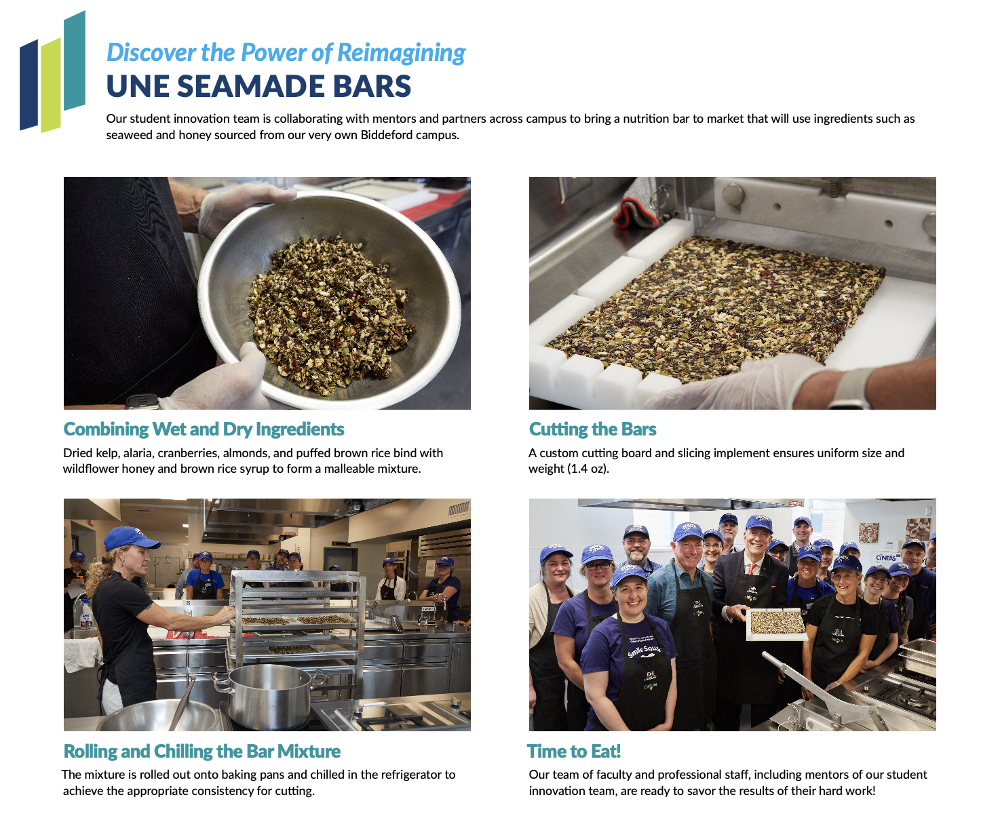 Discover the Power of Reimagining
UNE SEAMADE BARS
Our student innovation team is collaborating with mentors and partners across campus to bring a nutrition bar to market that will use ingredients such as
seaweed and honey sourced from our very own Biddeford campus.
Combining Wet and Dry Ingredients
Dried kelp, alaria, cranberries, almonds, and puffed brown rice bind with
wildflower honey and brown rice syrup to form a malleable mixture.
Cutting the Bars
A custom cutting board and slicing implement ensures uniform size and
weight (1.4 oz).
CINTAS
Smile Squad
Rolling and Chilling the Bar Mixture
The mixture is rolled out onto baking pans and chilled in the refrigerator to
achieve the appropriate consistency for cutting.
Time to Eat!
Our team of faculty and professional staff, including mentors of our student
innovation team, are ready to savor the results of their hard work!